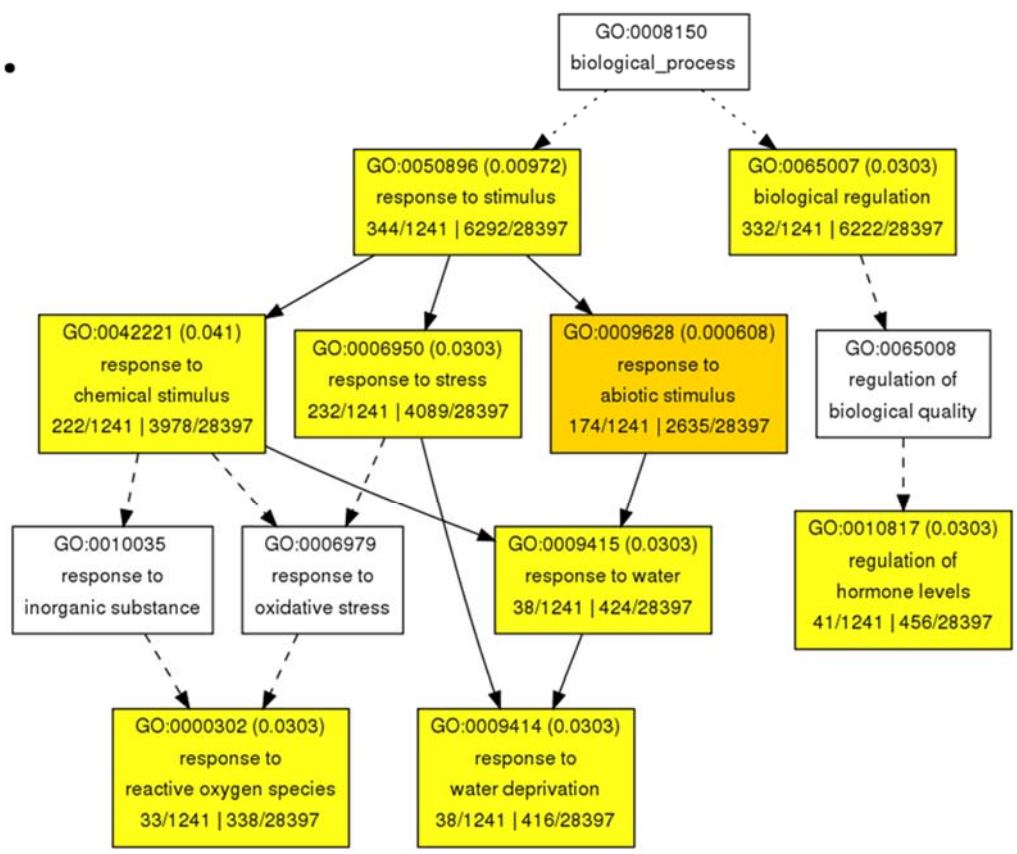 GO:0008150
biological_process
GO:0050896 (0.00972)
response to stimulus
344/1241 | 6292/28397
GO:0065007 (0.0303)
biological regulation
332/1241 | 6222/28397
GO:0042221 (0.041)
response to
chemical stimulus
222/1241 | 3978/28397
GO:0006950 (0.0303)
response to stress
232/1241 | 4089/28397
GO:0009628 (0.000608)
response to
abiotic stimulus
174/1241 | 2635/28397
GO:0065008
regulation of
biological quality
GO:0010035
response to
inorganic substance
GO:0006979
response to
oxidative stress
GO:0009415 (0.0303)
response to water
38/1241 | 424/28397
GO:0010817 (0.0303)
regulation of
hormone levels
41/1241 | 456/28397
GO:0000302 (0.0303)
response to
reactive oxygen species
33/1241 | 338/28397
GO:0009414 (0.0303)
response to
water deprivation
38/1241 | 416/28397